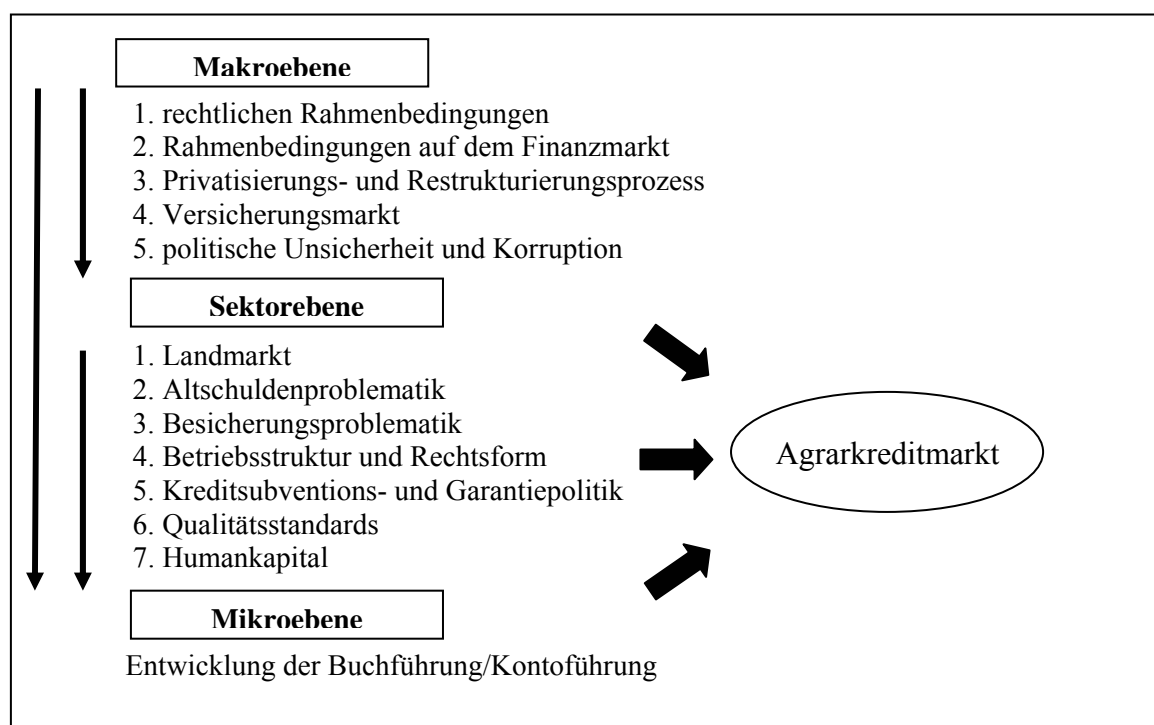 Makroebene
1. rechtlichen Rahmenbedingungen
2. Rahmenbedingungen auf dem Finanzmarkt
3. Privatisierungs- und Restrukturierungsprozess
4. Versicherungsmarkt
5. politische Unsicherheit und Korruption
Sektorebene
1. Landmarkt
2. Altschuldenproblematik
3. Besicherungsproblematik
4. Betriebsstruktur und Rechtsform
5. Kreditsubventions- und Garantiepolitik
6. Qualitätsstandards
7. Humankapital
Agrarkreditmarkt
Mikroebene
Entwicklung der Buchführung/Kontoführung